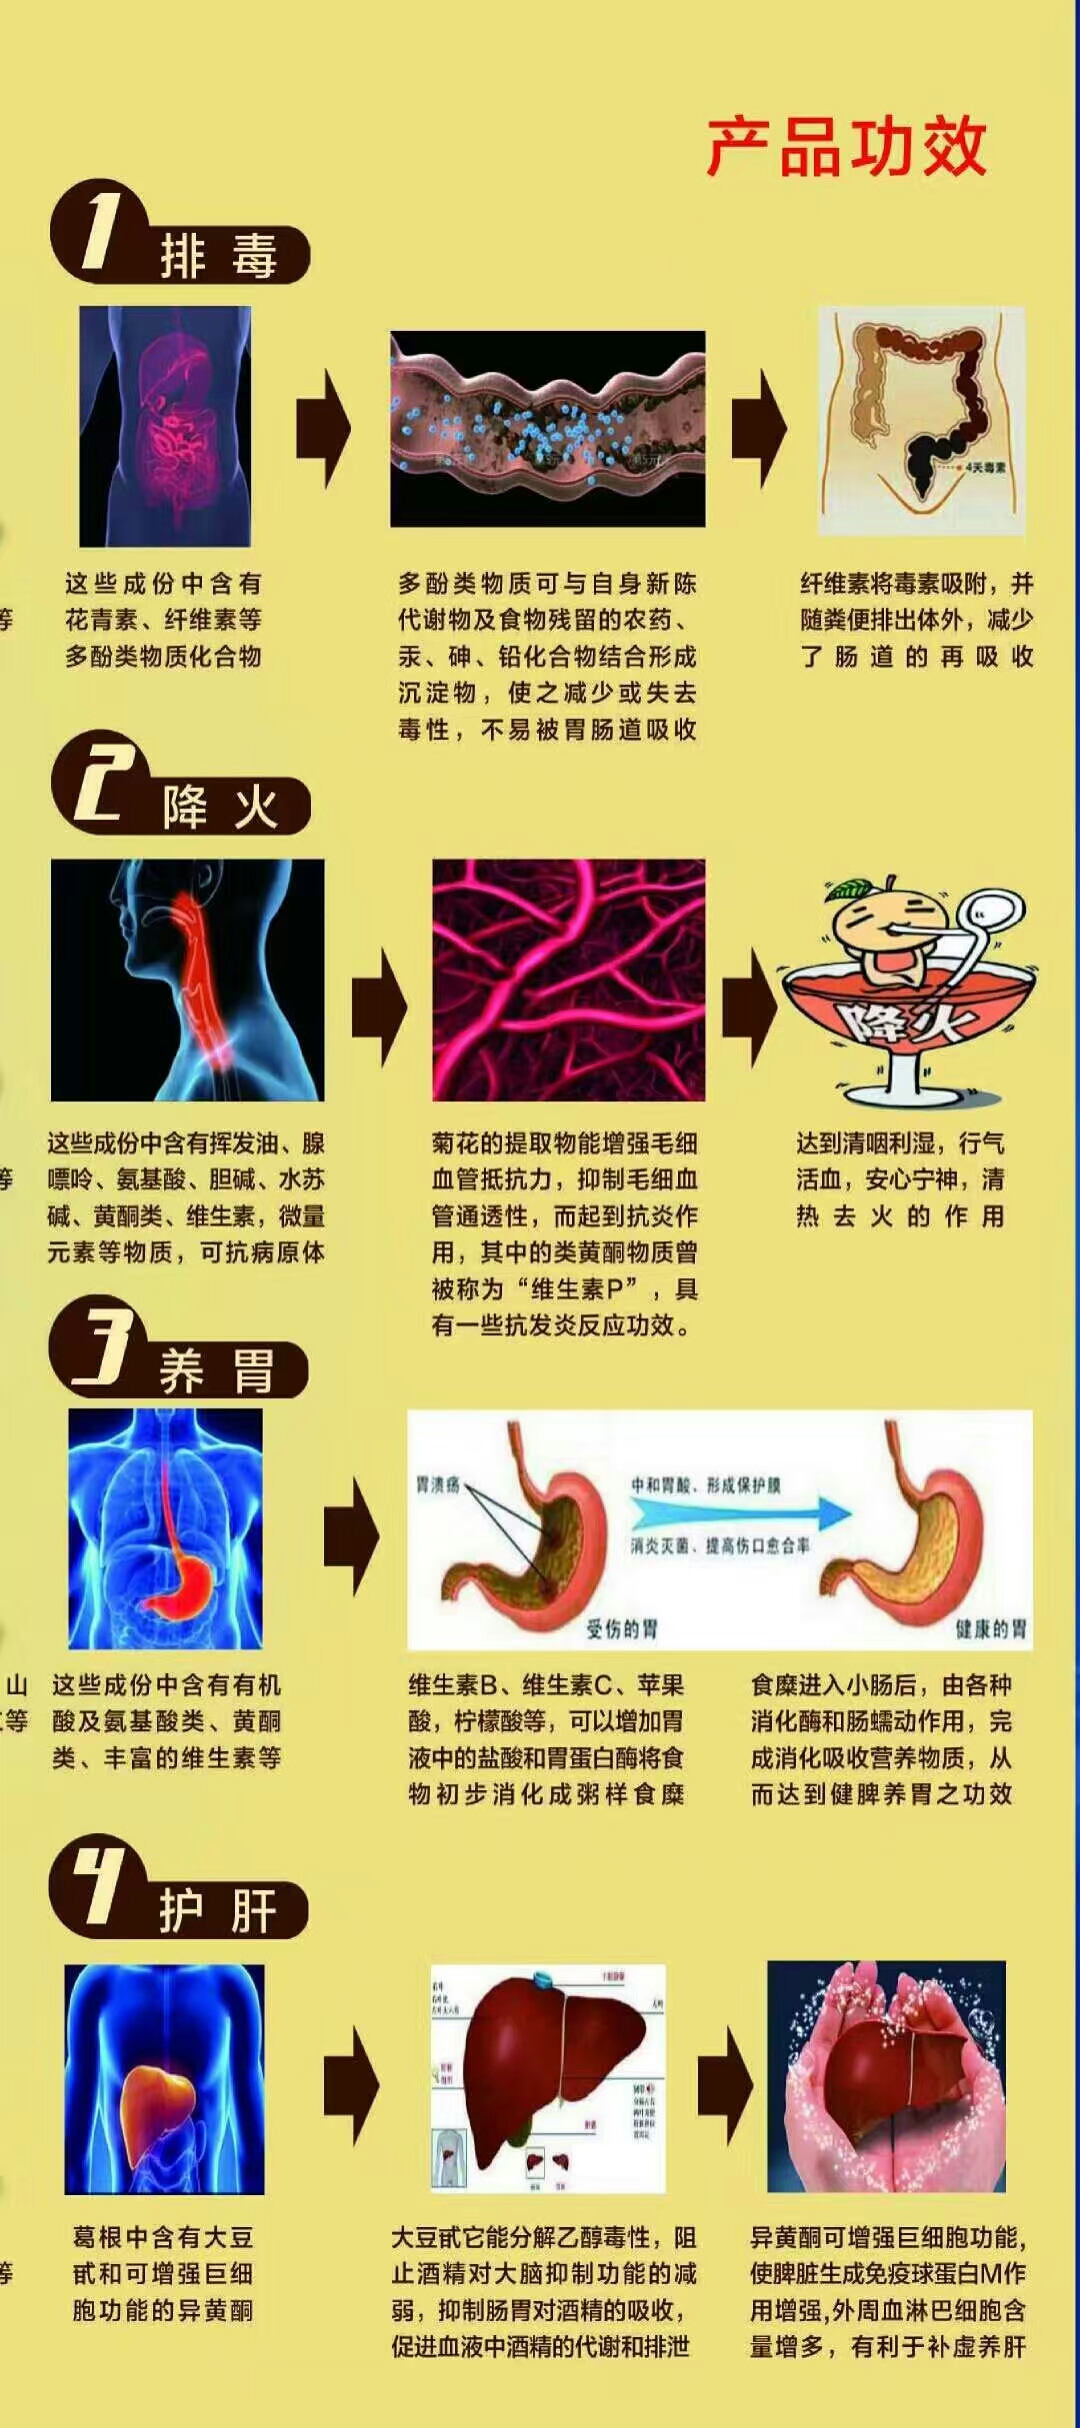 产品功效
1 排毒
4天毒素
这些成份中含有
花青素、纤维素等
多酚类物质化合物
多酚类物质可与自身新陈
代谢物及食物残留的农药、
汞、砷、铅化合物结合形成
沉淀物，使之减少或失去
毒性，不易被胃肠道吸收
纤维素将毒素吸附，并
随粪便排出体外，减少
了肠道的再吸收
等
2 降火
降火
这些成份中含有挥发油、腺
嘌呤、氨基酸、胆碱、水苏
碱、黄酮类、维生素，微量
元素等物质，可抗病原体
菊花的提取物能增强毛细
血管抵抗力，抑制毛细血
管通透性，而起到抗炎作
用，其中的类黄酮物质曾
被称为“维生素P”，具
有一些抗发炎反应功效。
达到清咽利湿，行气
活血，安心宁神，清
热去火的作用
等
3 养胃
胃溃疡
中和胃酸、形成保护膜
消炎灭菌、提高伤口愈合率
受伤的胃
健康的胃
山
等
这些成份中含有有机
酸及氨基酸类、黄酮
类、丰富的维生素等
维生素B、维生素C、苹果
酸，柠檬酸等，可以增加胃
液中的盐酸和胃蛋白酶将食
物初步消化成粥样食糜
食糜进入小肠后，由各种
消化酶和肠蠕动作用，完
成消化吸收营养物质，从
而达到健脾养胃之功效
4 护肝
葛根中含有大豆
甙和可增强巨细
胞功能的异黄酮
大豆甙它能分解乙醇毒性，阻
止酒精对大脑抑制功能的减
弱，抑制肠胃对酒精的吸收，
促进血液中酒精的代谢和排泄
异黄酮可增强巨细胞功能,
使脾脏生成免疫球蛋白M作
用增强,外周血淋巴细胞含
量增多，有利于补虚养肝
等